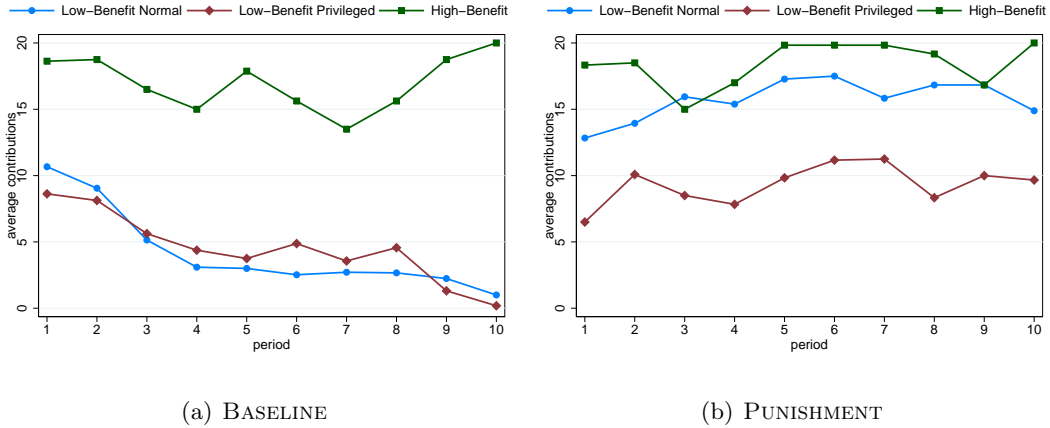 Low−Benefit Normal Low−Benefit Privileged High−Benefit
20
15
10
5
0
average contributions
1 2 3 4 5 6 7 8 9 10
period
(a) BASELINE
Low−Benefit Normal Low−Benefit Privileged High−Benefit
20
15
10
5
0
average contributions
1 2 3 4 5 6 7 8 9 10
period
(b) PUNISHMENT